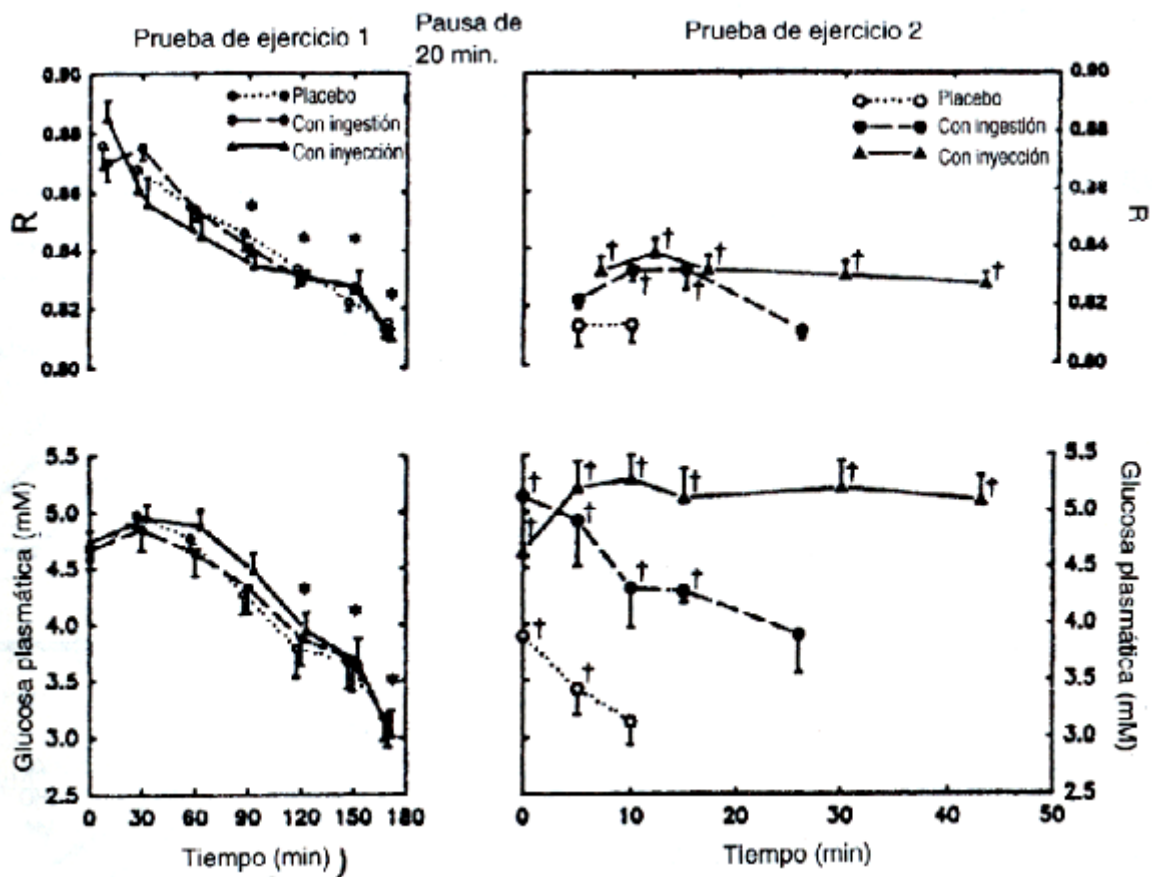 Prueba de ejercicio 1
Pausa de
20 min.
Prueba de ejercicio 2
0.90
0.88
0.86
0.84
0.82
0.80
R
Placebo
Con ingestión
Con inyección
* * * *
Placebo
Con ingestión
Con inyección
† † † † †
† †
0.90
0.88
0.86
0.84
0.82
0.80
R
5.5
5.0
4.5
4.0
3.5
3.0
2.5
Glucosa plasmática (mM)
* * *
0 30 60 90 120 150 180
Tiempo (min) )
† † † † † †
† † † †
† †
0 10 20 30 40 50
Tiempo (min)
5.5
5.0
4.5
4.0
3.5
3.0
2.5
Glucosa plasmática (mM)